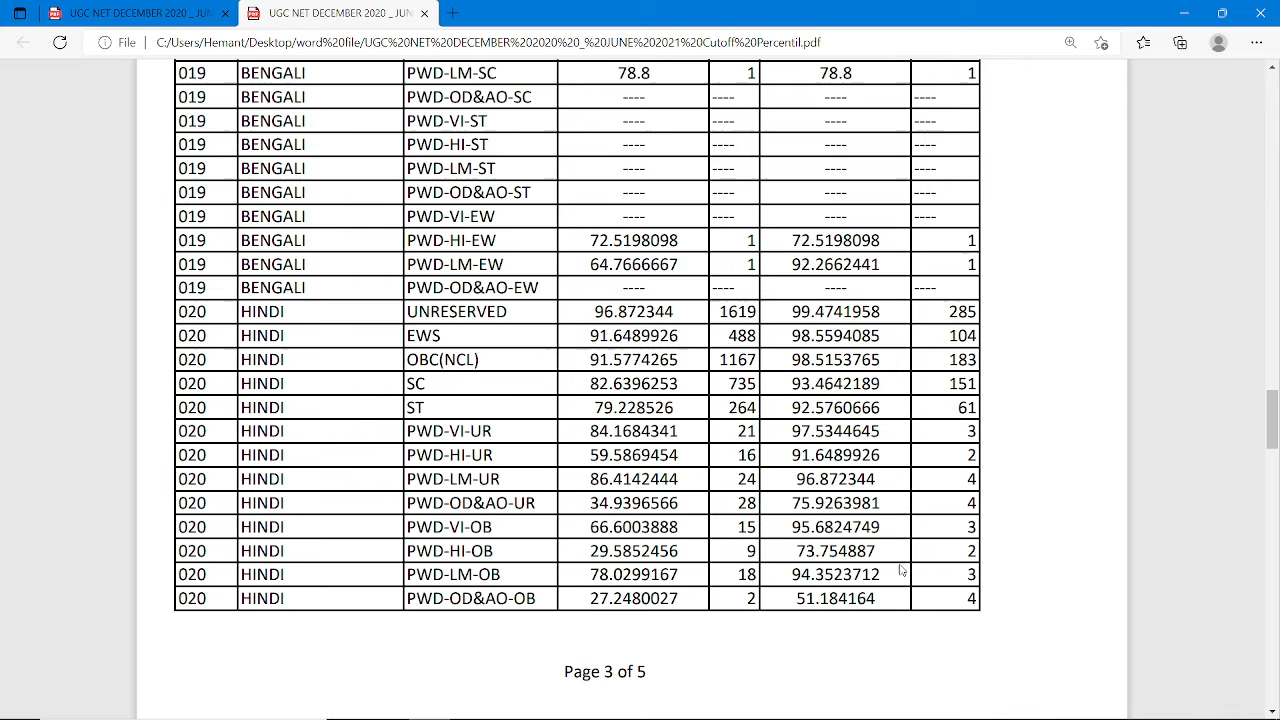 UGC NET DECEMBER 2020 _ JUN
UGC NET DECEMBER 2020 _ JUN
File C:/Users/Hemant/Desktop/word%20file/UGC%20NET%20DECEMBER%202020%20_%20JUNE%202021%20Cutoff%20Percentil.pdf
019 BENGALI PWD-LM-SC 78.8 1 78.8 1
019 BENGALI PWD-OD&AO-SC ---- ---- ---- ----
019 BENGALI PWD-VI-ST ---- ---- ---- ----
019 BENGALI PWD-HI-ST ---- ---- ---- ----
019 BENGALI PWD-LM-ST ---- ---- ---- ----
019 BENGALI PWD-OD&AO-ST ---- ---- ---- ----
019 BENGALI PWD-VI-EW ---- ---- ---- ----
019 BENGALI PWD-HI-EW 72.5198098 1 72.5198098 1
019 BENGALI PWD-LM-EW 64.7666667 1 92.2662441 1
019 BENGALI PWD-OD&AO-EW ---- ---- ---- ----
020 HINDI UNRESERVED 96.872344 1619 99.4741958 285
020 HINDI EWS 91.6489926 488 98.5594085 104
020 HINDI OBC(NCL) 91.5774265 1167 98.5153765 183
020 HINDI SC 82.6396253 735 93.4642189 151
020 HINDI ST 79.228526 264 92.5760666 61
020 HINDI PWD-VI-UR 84.1684341 21 97.5344645 3
020 HINDI PWD-HI-UR 59.5869454 16 91.6489926 2
020 HINDI PWD-LM-UR 86.4142444 24 96.872344 4
020 HINDI PWD-OD&AO-UR 34.9396566 28 75.9263981 4
020 HINDI PWD-VI-OB 66.6003888 15 95.6824749 3
020 HINDI PWD-HI-OB 29.5852456 9 73.754887 2
020 HINDI PWD-LM-OB 78.0299167 18 94.3523712 3
020 HINDI PWD-OD&AO-OB 27.2480027 2 51.184164 4
Page 3 of 5